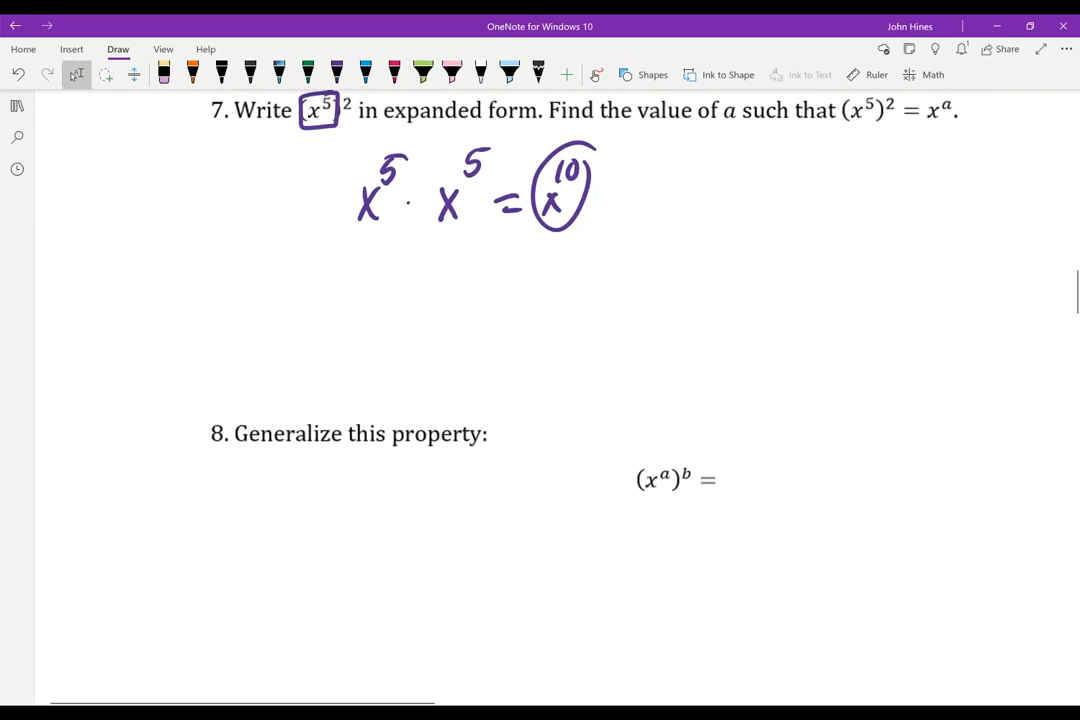 OneNote for Windows 10
John Hines
Home Insert Draw View Help
Share
Shapes Ink to Shape Ink to Text Ruler Math
7. Write (x⁵)² in expanded form. Find the value of a such that (x⁵)² = xᵃ.
x⁵ · x⁵ = x¹⁰
8. Generalize this property:
(xᵃ)ᵇ =